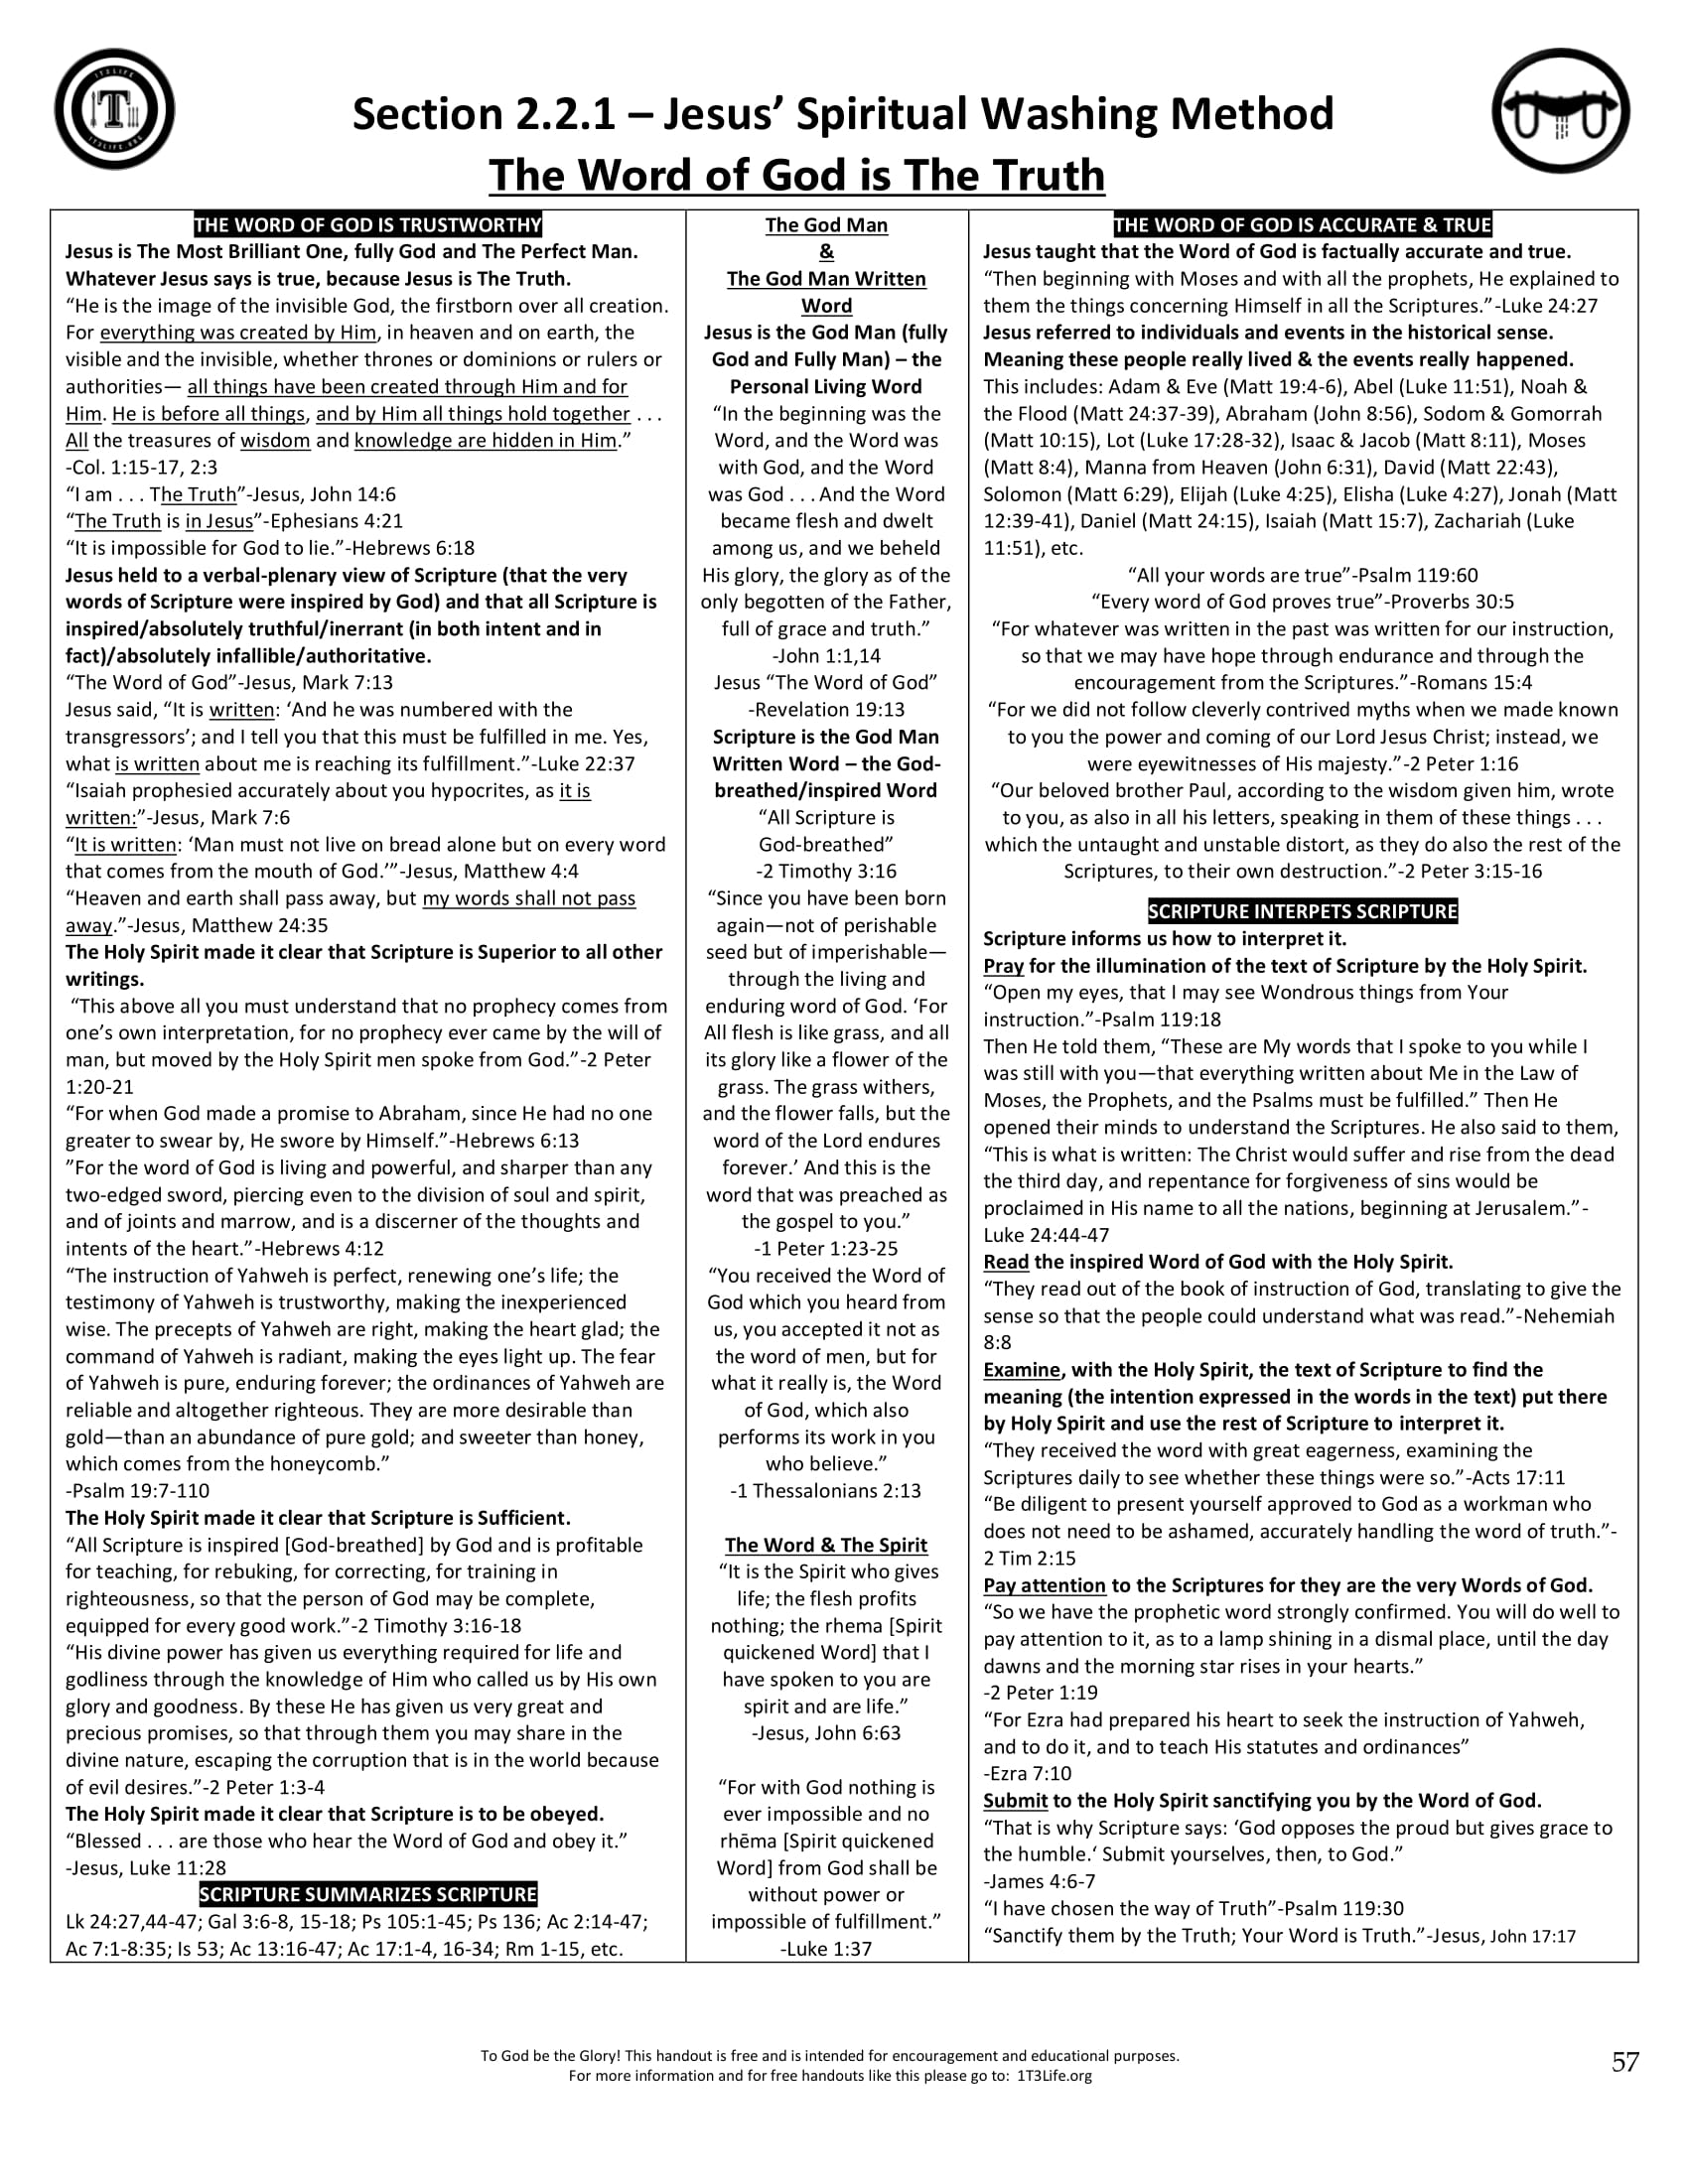 Section 2.2.1 – Jesus’ Spiritual Washing Method
The Word of God is The Truth
THE WORD OF GOD IS TRUSTWORTHY
Jesus is The Most Brilliant One, fully God and The Perfect Man.
Whatever Jesus says is true, because Jesus is The Truth.
“He is the image of the invisible God, the firstborn over all creation.
For everything was created by Him, in heaven and on earth, the
visible and the invisible, whether thrones or dominions or rulers or
authorities— all things have been created through Him and for
Him. He is before all things, and by Him all things hold together . . .
All the treasures of wisdom and knowledge are hidden in Him.”
-Col. 1:15-17, 2:3
“I am . . . The Truth”-Jesus, John 14:6
“The Truth is in Jesus”-Ephesians 4:21
“It is impossible for God to lie.”-Hebrews 6:18
Jesus held to a verbal-plenary view of Scripture (that the very
words of Scripture were inspired by God) and that all Scripture is
inspired/absolutely truthful/inerrant (in both intent and in
fact)/absolutely infallible/authoritative.
“The Word of God”-Jesus, Mark 7:13
Jesus said, “It is written: ‘And he was numbered with the
transgressors’; and I tell you that this must be fulfilled in me. Yes,
what is written about me is reaching its fulfillment.”-Luke 22:37
“Isaiah prophesied accurately about you hypocrites, as it is
written:”-Jesus, Mark 7:6
“It is written: ‘Man must not live on bread alone but on every word
that comes from the mouth of God.’”-Jesus, Matthew 4:4
“Heaven and earth shall pass away, but my words shall not pass
away.”-Jesus, Matthew 24:35
The Holy Spirit made it clear that Scripture is Superior to all other
writings.
“This above all you must understand that no prophecy comes from
one’s own interpretation, for no prophecy ever came by the will of
man, but moved by the Holy Spirit men spoke from God.”-2 Peter
1:20-21
“For when God made a promise to Abraham, since He had no one
greater to swear by, He swore by Himself.”-Hebrews 6:13
”For the word of God is living and powerful, and sharper than any
two-edged sword, piercing even to the division of soul and spirit,
and of joints and marrow, and is a discerner of the thoughts and
intents of the heart.”-Hebrews 4:12
“The instruction of Yahweh is perfect, renewing one’s life; the
testimony of Yahweh is trustworthy, making the inexperienced
wise. The precepts of Yahweh are right, making the heart glad; the
command of Yahweh is radiant, making the eyes light up. The fear
of Yahweh is pure, enduring forever; the ordinances of Yahweh are
reliable and altogether righteous. They are more desirable than
gold—than an abundance of pure gold; and sweeter than honey,
which comes from the honeycomb.”
-Psalm 19:7-110
The Holy Spirit made it clear that Scripture is Sufficient.
“All Scripture is inspired [God-breathed] by God and is profitable
for teaching, for rebuking, for correcting, for training in
righteousness, so that the person of God may be complete,
equipped for every good work.”-2 Timothy 3:16-18
“His divine power has given us everything required for life and
godliness through the knowledge of Him who called us by His own
glory and goodness. By these He has given us very great and
precious promises, so that through them you may share in the
divine nature, escaping the corruption that is in the world because
of evil desires.”-2 Peter 1:3-4
The Holy Spirit made it clear that Scripture is to be obeyed.
“Blessed . . . are those who hear the Word of God and obey it.”
-Jesus, Luke 11:28
SCRIPTURE SUMMARIZES SCRIPTURE
Lk 24:27,44-47; Gal 3:6-8, 15-18; Ps 105:1-45; Ps 136; Ac 2:14-47;
Ac 7:1-8:35; Is 53; Ac 13:16-47; Ac 17:1-4, 16-34; Rm 1-15, etc.
The God Man
&
The God Man Written
Word
Jesus is the God Man (fully
God and Fully Man) – the
Personal Living Word
“In the beginning was the
Word, and the Word was
with God, and the Word
was God . . . And the Word
became flesh and dwelt
among us, and we beheld
His glory, the glory as of the
only begotten of the Father,
full of grace and truth.”
-John 1:1,14
Jesus “The Word of God”
-Revelation 19:13
Scripture is the God Man
Written Word – the God-
breathed/inspired Word
“All Scripture is
God-breathed”
-2 Timothy 3:16
“Since you have been born
again—not of perishable
seed but of imperishable—
through the living and
enduring word of God. ‘For
All flesh is like grass, and all
its glory like a flower of the
grass. The grass withers,
and the flower falls, but the
word of the Lord endures
forever.’ And this is the
word that was preached as
the gospel to you.”
-1 Peter 1:23-25
“You received the Word of
God which you heard from
us, you accepted it not as
the word of men, but for
what it really is, the Word
of God, which also
performs its work in you
who believe.”
-1 Thessalonians 2:13
The Word & The Spirit
“It is the Spirit who gives
life; the flesh profits
nothing; the rhema [Spirit
quickened Word] that I
have spoken to you are
spirit and are life.”
-Jesus, John 6:63
“For with God nothing is
ever impossible and no
rhēma [Spirit quickened
Word] from God shall be
without power or
impossible of fulfillment.”
-Luke 1:37
THE WORD OF GOD IS ACCURATE & TRUE
Jesus taught that the Word of God is factually accurate and true.
“Then beginning with Moses and with all the prophets, He explained to
them the things concerning Himself in all the Scriptures.”-Luke 24:27
Jesus referred to individuals and events in the historical sense.
Meaning these people really lived & the events really happened.
This includes: Adam & Eve (Matt 19:4-6), Abel (Luke 11:51), Noah &
the Flood (Matt 24:37-39), Abraham (John 8:56), Sodom & Gomorrah
(Matt 10:15), Lot (Luke 17:28-32), Isaac & Jacob (Matt 8:11), Moses
(Matt 8:4), Manna from Heaven (John 6:31), David (Matt 22:43),
Solomon (Matt 6:29), Elijah (Luke 4:25), Elisha (Luke 4:27), Jonah (Matt
12:39-41), Daniel (Matt 24:15), Isaiah (Matt 15:7), Zachariah (Luke
11:51), etc.
“All your words are true”-Psalm 119:60
“Every word of God proves true”-Proverbs 30:5
“For whatever was written in the past was written for our instruction,
so that we may have hope through endurance and through the
encouragement from the Scriptures.”-Romans 15:4
“For we did not follow cleverly contrived myths when we made known
to you the power and coming of our Lord Jesus Christ; instead, we
were eyewitnesses of His majesty.”-2 Peter 1:16
“Our beloved brother Paul, according to the wisdom given him, wrote
to you, as also in all his letters, speaking in them of these things . . .
which the untaught and unstable distort, as they do also the rest of the
Scriptures, to their own destruction.”-2 Peter 3:15-16
SCRIPTURE INTERPETS SCRIPTURE
Scripture informs us how to interpret it.
Pray for the illumination of the text of Scripture by the Holy Spirit.
“Open my eyes, that I may see Wondrous things from Your
instruction.”-Psalm 119:18
Then He told them, “These are My words that I spoke to you while I
was still with you—that everything written about Me in the Law of
Moses, the Prophets, and the Psalms must be fulfilled.” Then He
opened their minds to understand the Scriptures. He also said to them,
“This is what is written: The Christ would suffer and rise from the dead
the third day, and repentance for forgiveness of sins would be
proclaimed in His name to all the nations, beginning at Jerusalem.”-
Luke 24:44-47
Read the inspired Word of God with the Holy Spirit.
“They read out of the book of instruction of God, translating to give the
sense so that the people could understand what was read.”-Nehemiah
8:8
Examine, with the Holy Spirit, the text of Scripture to find the
meaning (the intention expressed in the words in the text) put there
by Holy Spirit and use the rest of Scripture to interpret it.
“They received the word with great eagerness, examining the
Scriptures daily to see whether these things were so.”-Acts 17:11
“Be diligent to present yourself approved to God as a workman who
does not need to be ashamed, accurately handling the word of truth.”-
2 Tim 2:15
Pay attention to the Scriptures for they are the very Words of God.
“So we have the prophetic word strongly confirmed. You will do well to
pay attention to it, as to a lamp shining in a dismal place, until the day
dawns and the morning star rises in your hearts.”
-2 Peter 1:19
“For Ezra had prepared his heart to seek the instruction of Yahweh,
and to do it, and to teach His statutes and ordinances”
-Ezra 7:10
Submit to the Holy Spirit sanctifying you by the Word of God.
“That is why Scripture says: ‘God opposes the proud but gives grace to
the humble.‘ Submit yourselves, then, to God.”
-James 4:6-7
“I have chosen the way of Truth”-Psalm 119:30
“Sanctify them by the Truth; Your Word is Truth.”-Jesus, John 17:17
To God be the Glory! This handout is free and is intended for encouragement and educational purposes.
For more information and for free handouts like this please go to: 1T3Life.org
57